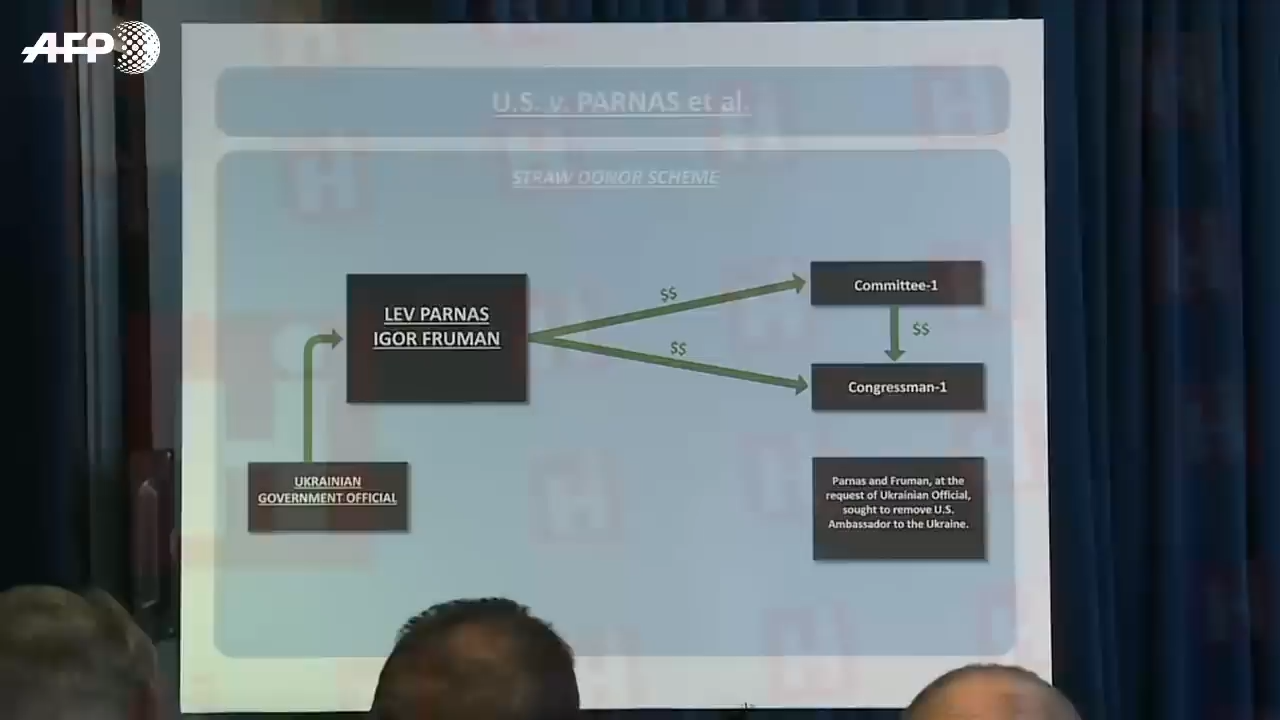 AFP
U.S. v. PARNAS et al.
STRAW DONOR SCHEME
LEV PARNAS
IGOR FRUMAN
$$
$$
Committee-1
$$
Congressman-1
UKRAINIAN
GOVERNMENT OFFICIAL
Parnas and Fruman, at the
request of Ukrainian Official,
sought to remove U.S.
Ambassador to the Ukraine.